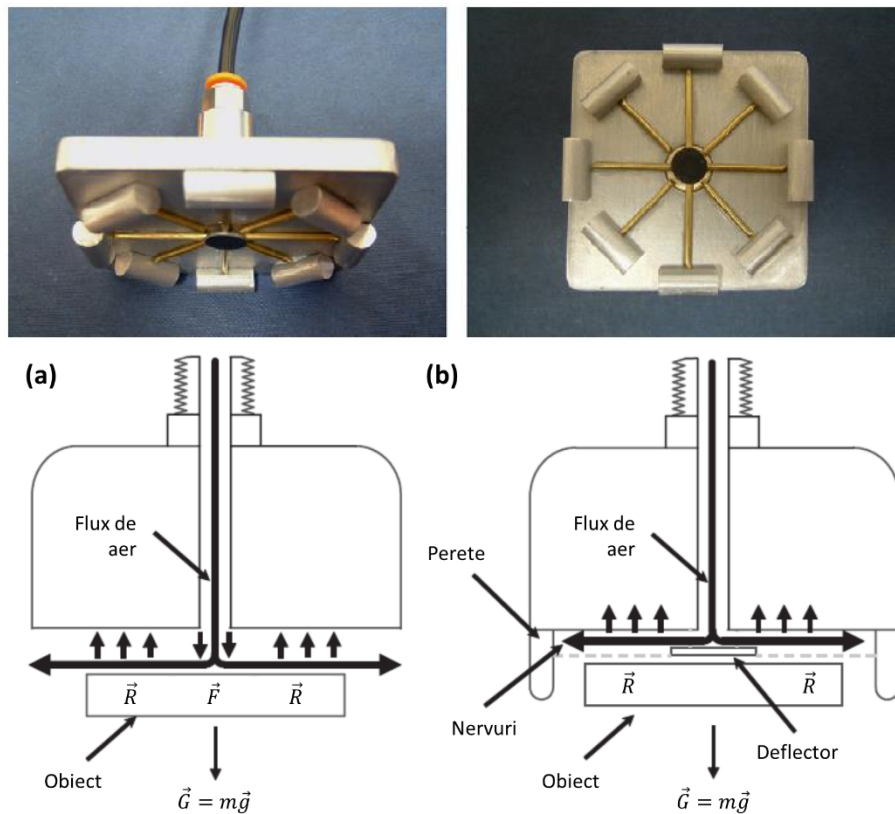 (a)
Flux de
aer
R⃗ F⃗ R⃗
Obiect
G⃗ = mg⃗
(b)
Perete
Flux de
aer
R⃗ R⃗
Nervuri
Deflector
Obiect
G⃗ = mg⃗